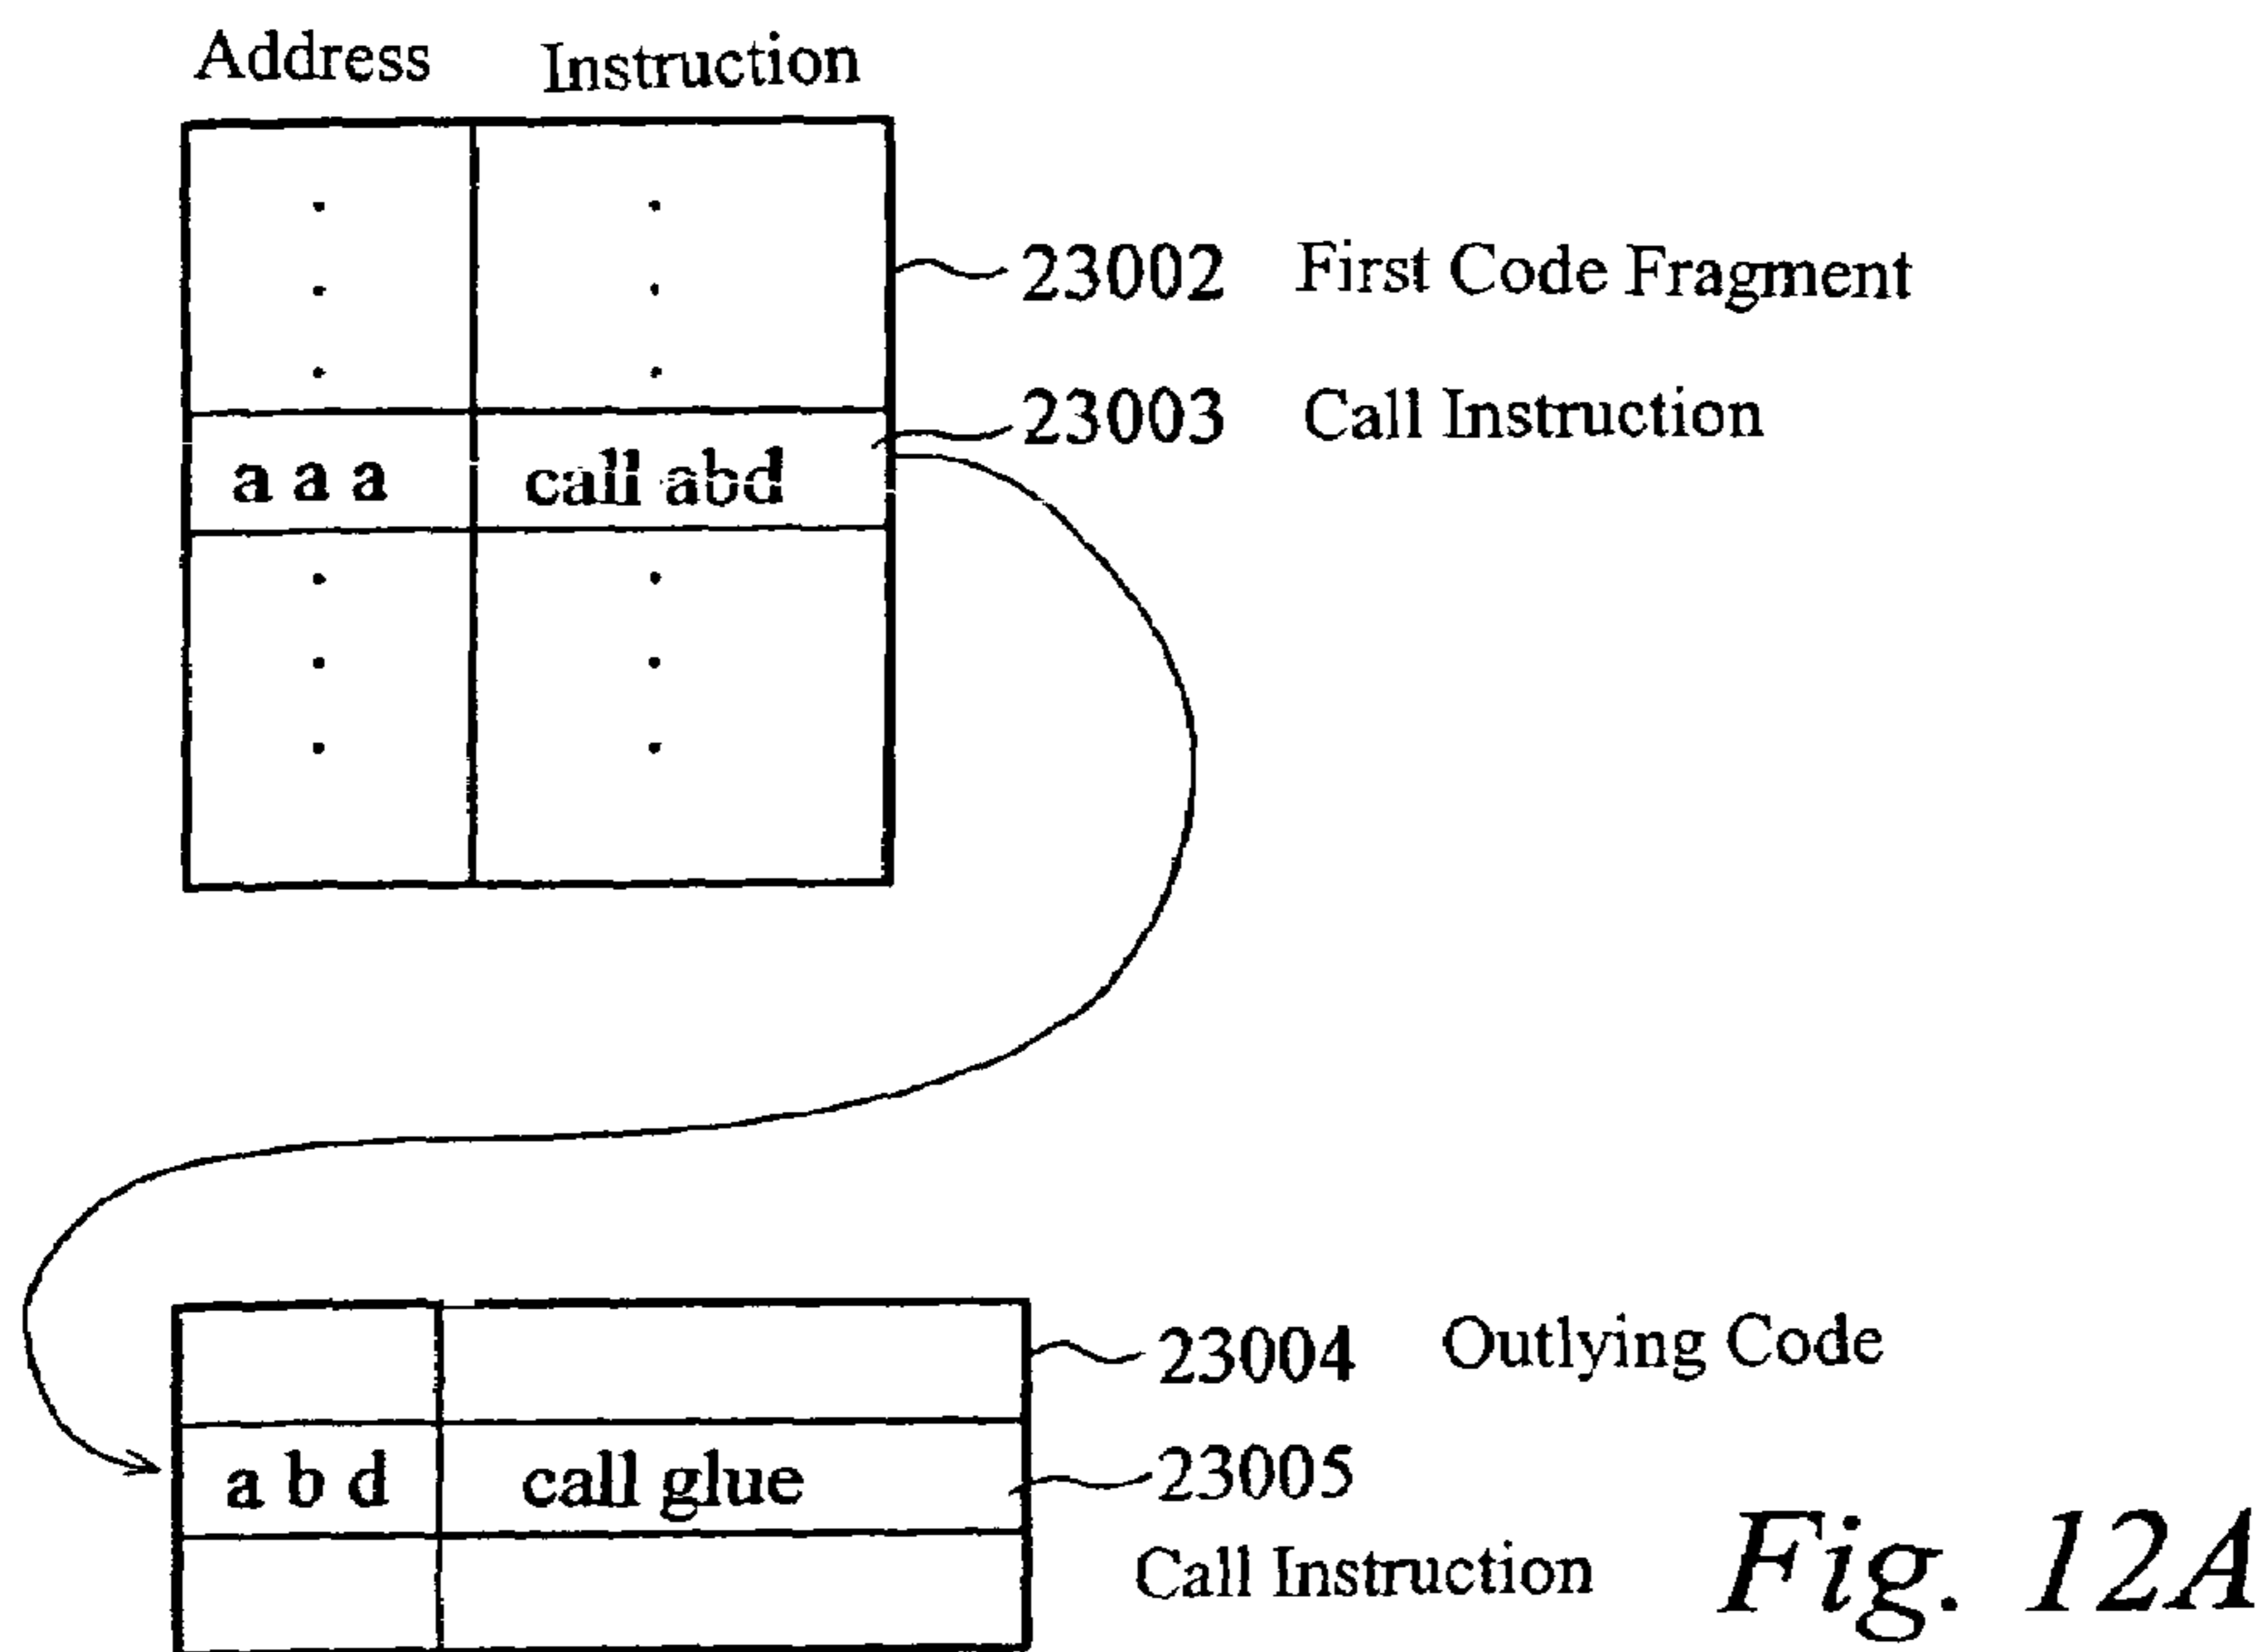 Address Instruction
23002 First Code Fragment
23003 Call Instruction
a a a call abd
23004 Outlying Code
a b d call glue 23005
Call Instruction
Fig. 12A